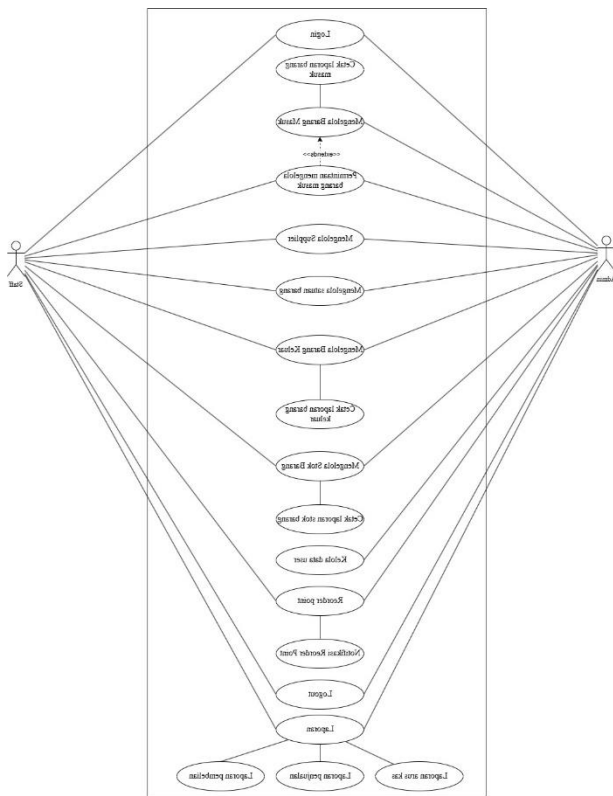 Login
Cetak laporan barang
masuk
Mengelola Barang Masuk
<<extends>>
Permintaan mengelola
barang masuk
Mengelola Supplier
Staff
Admin
Mengelola satuan barang
Mengelola Barang Keluar
Cetak laporan barang
keluar
Mengelola Stok Barang
Cetak laporan stok barang
Kelola data user
Reorder point
Notifikasi Reorder Point
Logout
Laporan
Laporan pembelian
Laporan penjualan
Laporan arus kas